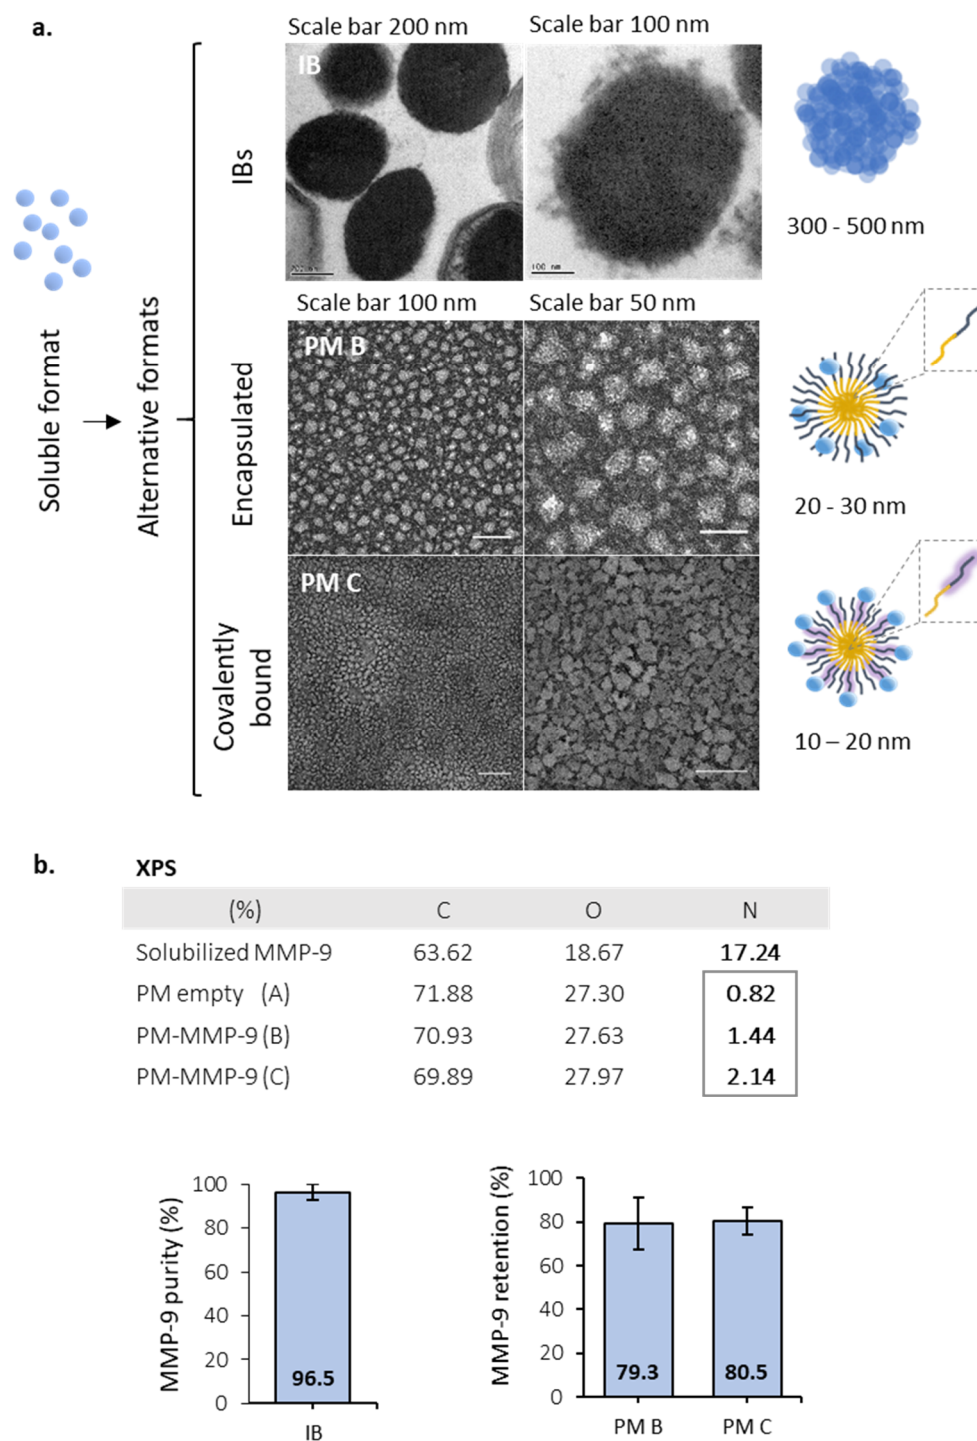 a.
Scale bar 200 nm
Scale bar 100 nm
IB
IBs
200 nm
100 nm
300 - 500 nm
Soluble format
Alternative formats
Scale bar 100 nm
Scale bar 50 nm
PM B
Encapsulated
20 - 30 nm
PM C
Covalently
bound
10 – 20 nm
b.
XPS
(%) C O N
Solubilized MMP-9 63.62 18.67 17.24
PM empty (A) 71.88 27.30 0.82
PM-MMP-9 (B) 70.93 27.63 1.44
PM-MMP-9 (C) 69.89 27.97 2.14
MMP-9 purity (%)
100
80
60
40
20
0
96.5
IB
MMP-9 retention (%)
100
80
60
40
20
0
79.3
80.5
PM B
PM C